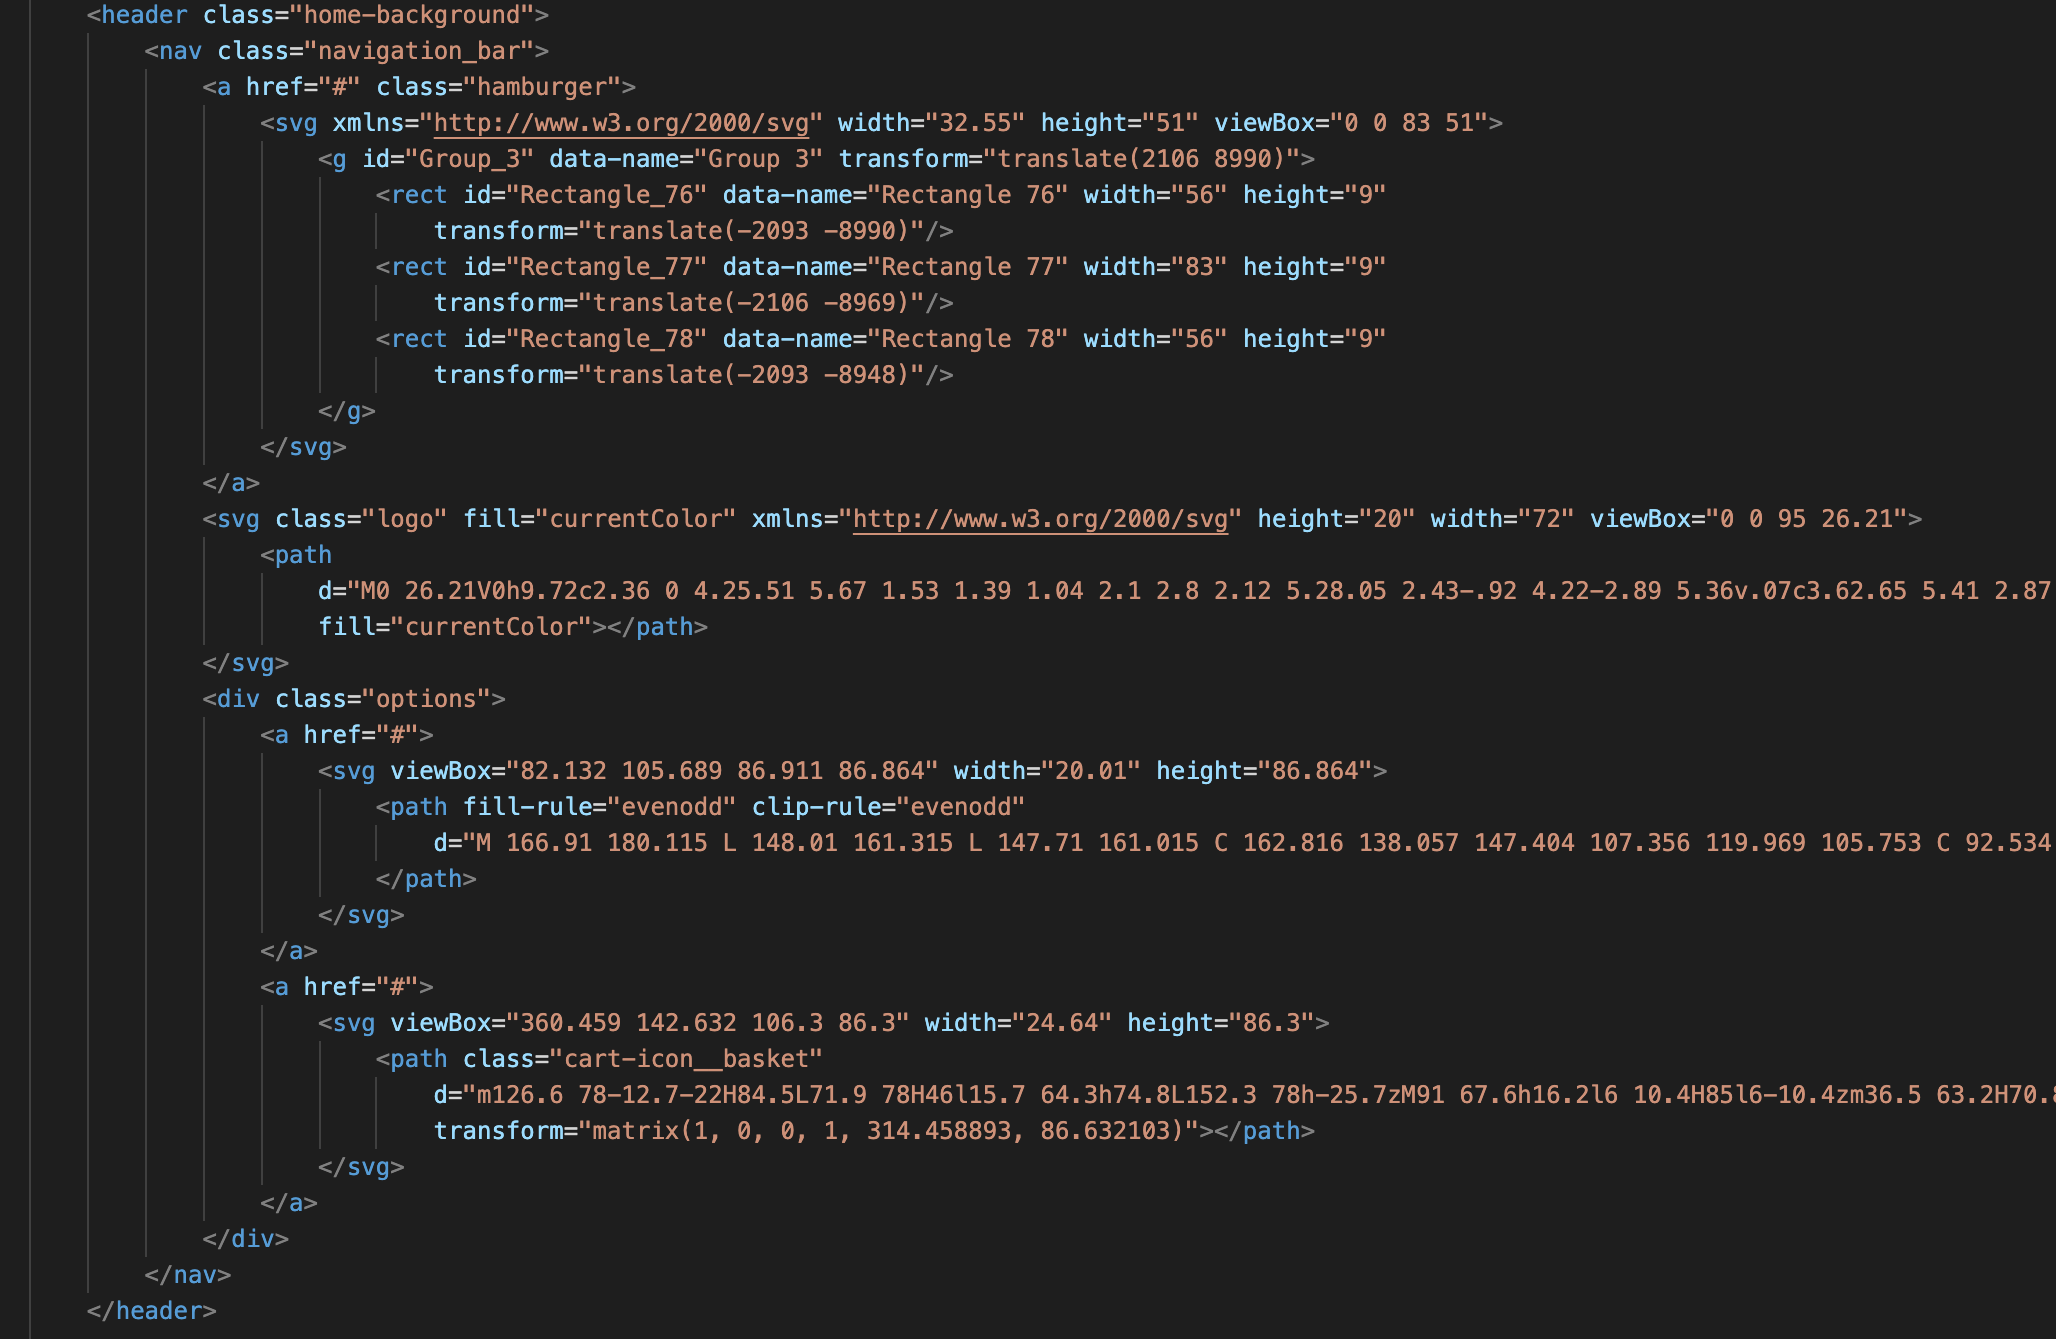 <header class="home-background">
<nav class="navigation_bar">
<a href="#" class="hamburger">
<svg xmlns="http://www.w3.org/2000/svg" width="32.55" height="51" viewBox="0 0 83 51">
<g id="Group_3" data-name="Group 3" transform="translate(2106 8990)">
<rect id="Rectangle_76" data-name="Rectangle 76" width="56" height="9"
transform="translate(-2093 -8990)"/>
<rect id="Rectangle_77" data-name="Rectangle 77" width="83" height="9"
transform="translate(-2106 -8969)"/>
<rect id="Rectangle_78" data-name="Rectangle 78" width="56" height="9"
transform="translate(-2093 -8948)"/>
</g>
</svg>
</a>
<svg class="logo" fill="currentColor" xmlns="http://www.w3.org/2000/svg" height="20" width="72" viewBox="0 0 95 26.21">
<path
d="M0 26.21V0h9.72c2.36 0 4.25.51 5.67 1.53 1.39 1.04 2.1 2.8 2.12 5.28.05 2.43-.92 4.22-2.89 5.36v.07c3.62.65 5.41 2.87
fill="currentColor"></path>
</svg>
<div class="options">
<a href="#">
<svg viewBox="82.132 105.689 86.911 86.864" width="20.01" height="86.864">
<path fill-rule="evenodd" clip-rule="evenodd"
d="M 166.91 180.115 L 148.01 161.315 L 147.71 161.015 C 162.816 138.057 147.404 107.356 119.969 105.753 C 92.534
</path>
</svg>
</a>
<a href="#">
<svg viewBox="360.459 142.632 106.3 86.3" width="24.64" height="86.3">
<path class="cart-icon__basket"
d="m126.6 78-12.7-22H84.5L71.9 78H46l15.7 64.3h74.8L152.3 78h-25.7zM91 67.6h16.2l6 10.4H85l6-10.4zm36.5 63.2H70.8
transform="matrix(1, 0, 0, 1, 314.458893, 86.632103)"></path>
</svg>
</a>
</div>
</nav>
</header>